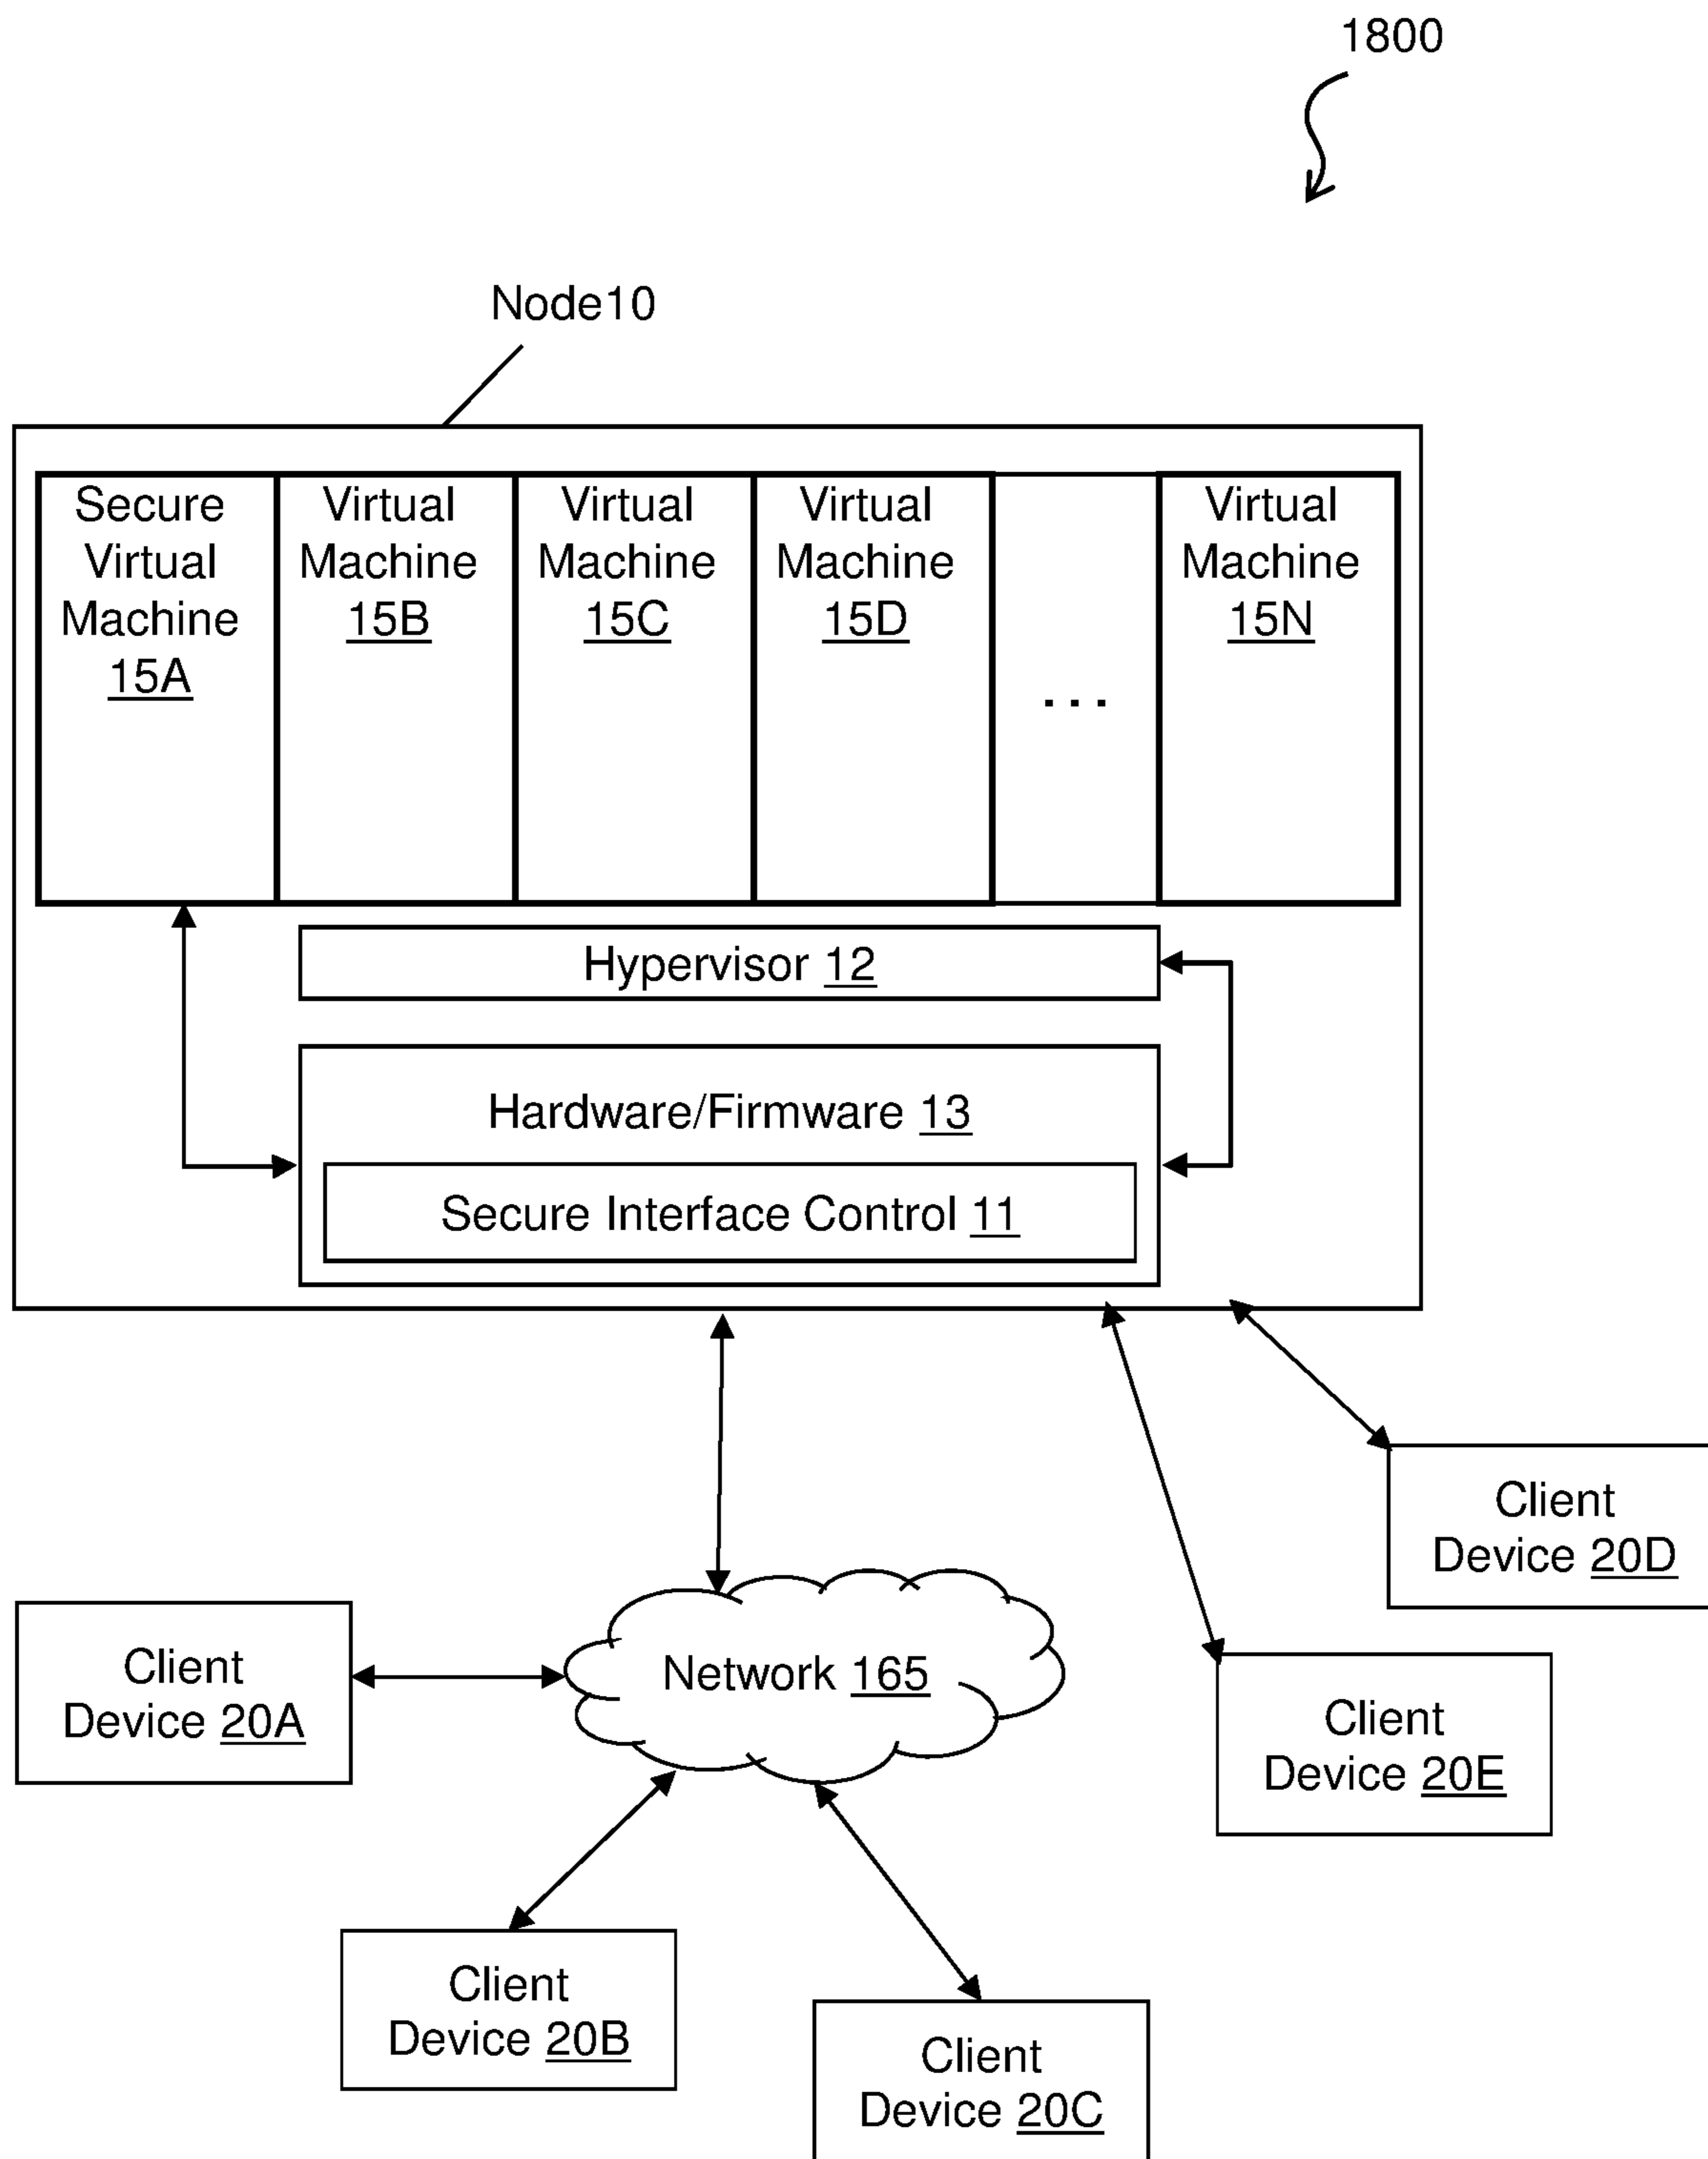 1800
Node10
Secure
Virtual
Machine
15A
Virtual
Machine
15B
Virtual
Machine
15C
Virtual
Machine
15D
...
Virtual
Machine
15N
Hypervisor 12
Hardware/Firmware 13
Secure Interface Control 11
Client
Device 20D
Network 165
Client
Device 20A
Client
Device 20E
Client
Device 20B
Client
Device 20C